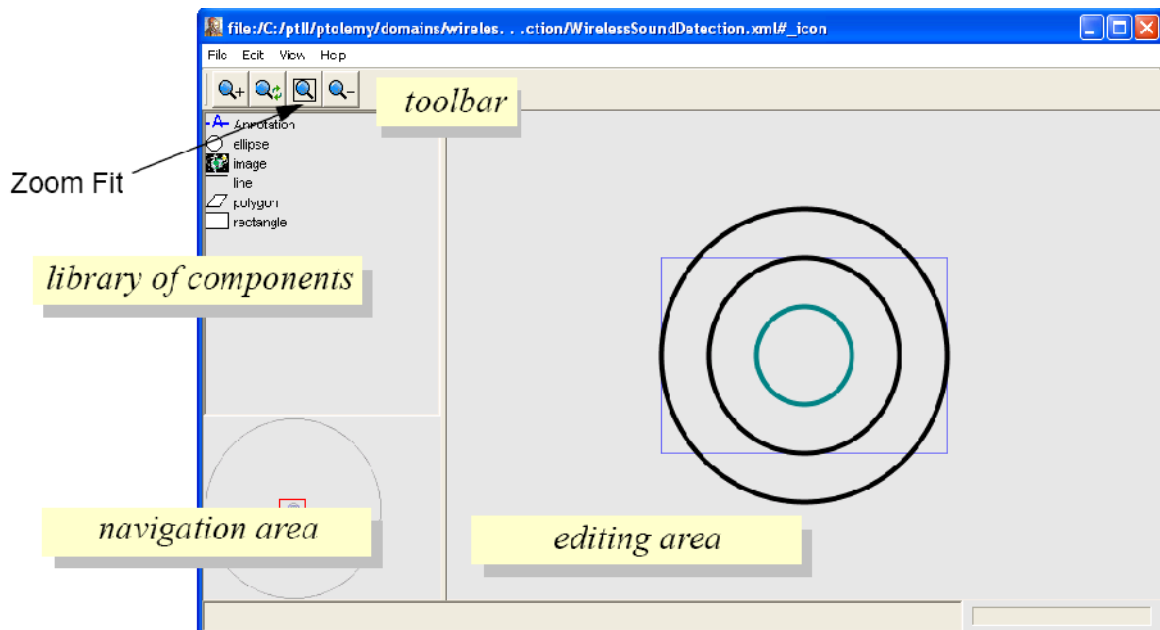 file:/C:/ptII/ptolemy/domains/wireles. . .ction/WirelessSoundDetection.xml#_icon
File Edit View Help
toolbar
Annotation
ellipse
image
line
polygon
rectangle
Zoom Fit
library of components
navigation area
editing area